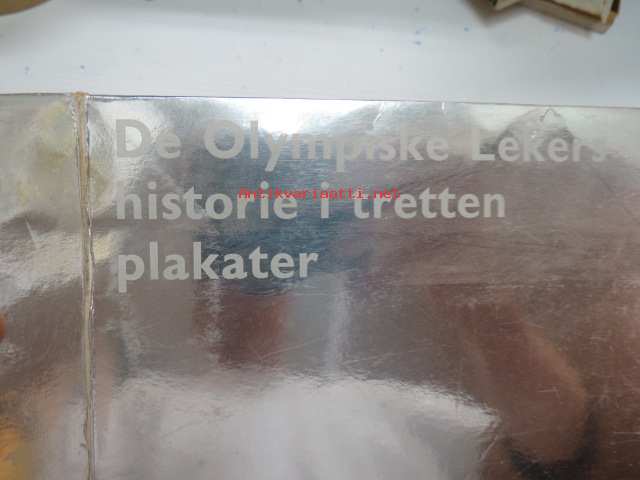 De Olympiske Lekers
Antikvariaatti.net
historie i tretten
plakater